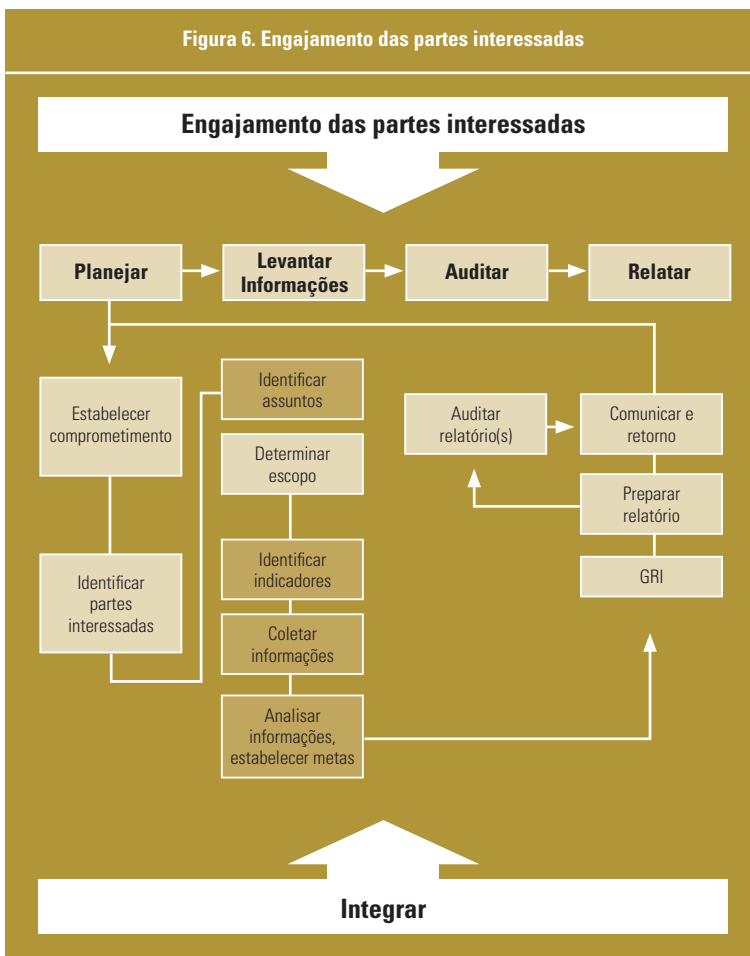 Figura 6. Engajamento das partes interessadas
Engajamento das partes interessadas
Planejar
Levantar
Informações
Auditar
Relatar
Estabelecer
comprometimento
Identificar
partes
interessadas
Identificar
assuntos
Determinar
escopo
Identificar
indicadores
Coletar
informações
Analisar
informações,
estabelecer metas
Auditar
relatório(s)
Comunicar e
retorno
Preparar
relatório
GRI
Integrar